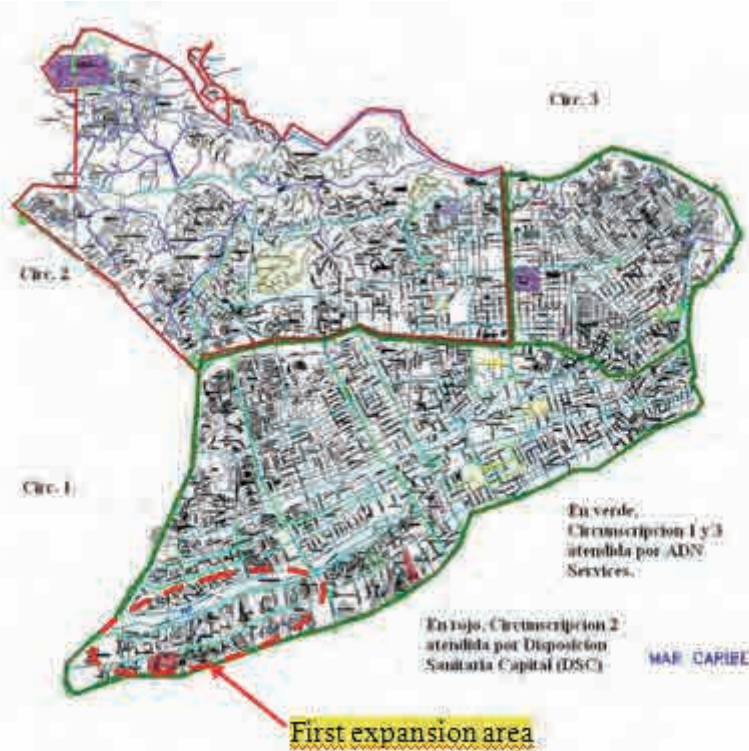 Circ. 3
Circ. 2
Circ. 1
En verde,
Circunscripcion 1 y 3
atendida por ADN
Services.
En rojo, Circunscripcion 2
atendida por Disposicion
Sanitaria Capital (DSC)
MAR CARIBE
First expansion area